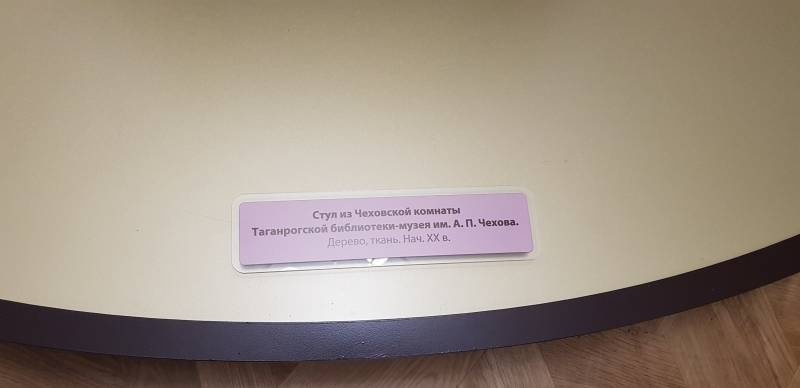 Стул из Чеховской комнаты
Таганрогской библиотеки-музея им. А. П. Чехова.
Дерево, ткань. Нач. XX в.